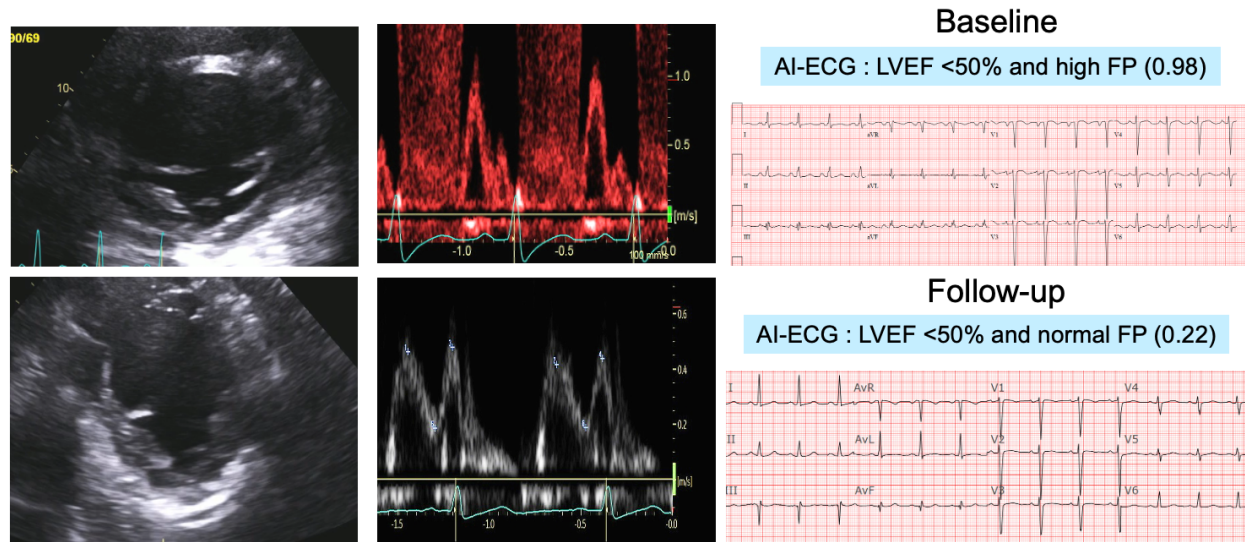 90/69
10
5
1.0
0.5
[m/s]
-1.0
-0.5
0.0
100 mm/s
Baseline
AI-ECG : LVEF <50% and high FP (0.98)
I
aVR
V1
V4
II
aVL
V2
V5
III
aVF
V3
V6
0.6
0.4
0.2
[m/s]
-1.5
-1.0
-0.5
0.0
Follow-up
AI-ECG : LVEF <50% and normal FP (0.22)
I
AvR
V1
V4
II
AvL
V2
V5
III
AvF
V3
V6